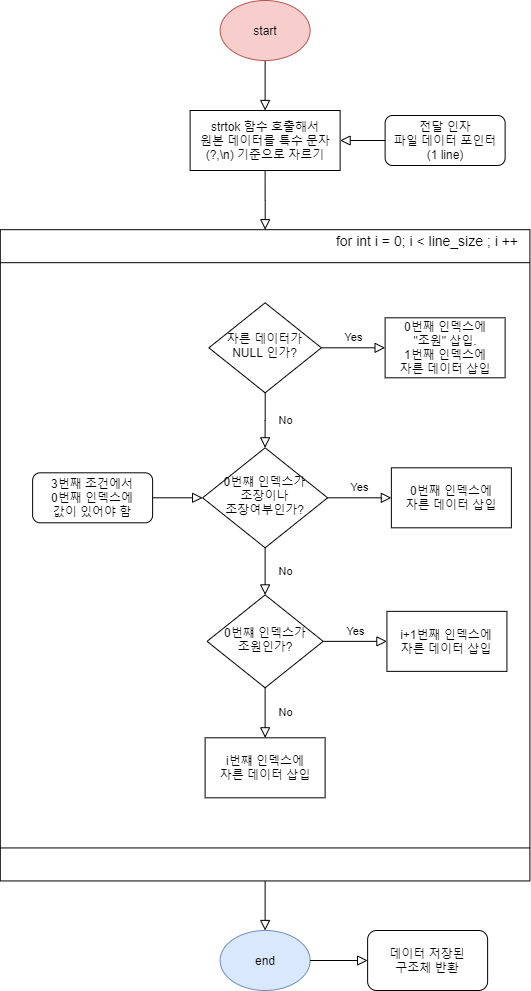 start
strtok 함수 호출해서
원본 데이터를 특수 문자
(?,\n) 기준으로 자르기
전달 인자
파일 데이터 포인터
(1 line)
for int i = 0; i < line_size ; i ++
자른 데이터가
NULL 인가?
Yes
0번째 인덱스에
"조원" 삽입.
1번째 인덱스에
자른 데이터 삽입
No
3번째 조건에서
0번째 인덱스에
값이 있어야 함
0번째 인덱스가
조장이나
조장여부인가?
Yes
0번째 인덱스에
자른 데이터 삽입
No
0번째 인덱스가
조원인가?
Yes
i+1번째 인덱스에
자른 데이터 삽입
No
i번째 인덱스에
자른 데이터 삽입
end
데이터 저장된
구조체 반환